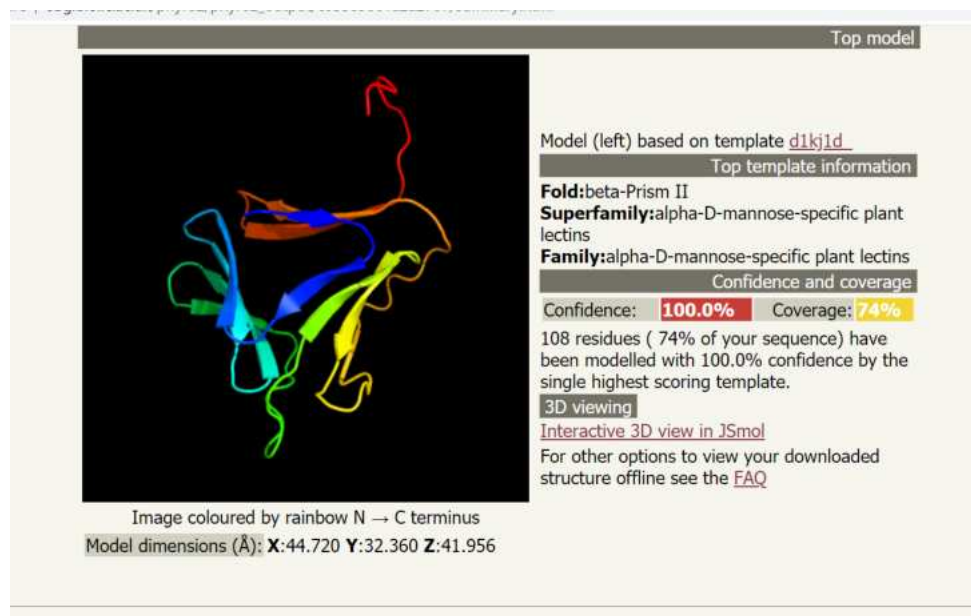 Top model
Model (left) based on template d1kj1d_
Top template information
Fold:beta-Prism II
Superfamily:alpha-D-mannose-specific plant
lectins
Family:alpha-D-mannose-specific plant lectins
Confidence and coverage
Confidence: 100.0% Coverage: 74%
108 residues ( 74% of your sequence) have
been modelled with 100.0% confidence by the
single highest scoring template.
3D viewing
Interactive 3D view in JSmol
For other options to view your downloaded
structure offline see the FAQ
Image coloured by rainbow N → C terminus
Model dimensions (Å): X:44.720 Y:32.360 Z:41.956